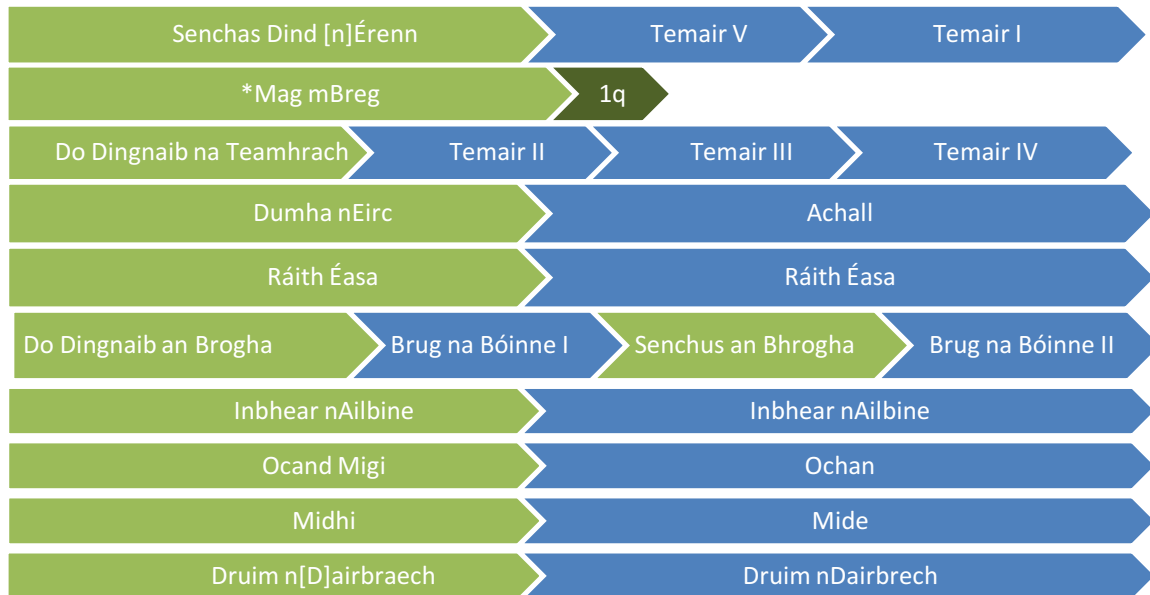 Senchas Dind [n]Érenn Temair V Temair I
*Mag mBreg 1q
Do Dingnaib na Teamhrach Temair II Temair III Temair IV
Dumha nEirc Achall
Ráith Éasa Ráith Éasa
Do Dingnaib an Brogha Brug na Bóinne I Senchus an Bhrogha Brug na Bóinne II
Inbhear nAilbine Inbhear nAilbine
Ocand Migi Ochan
Midhi Mide
Druim n[D]airbraech Druim nDairbrech